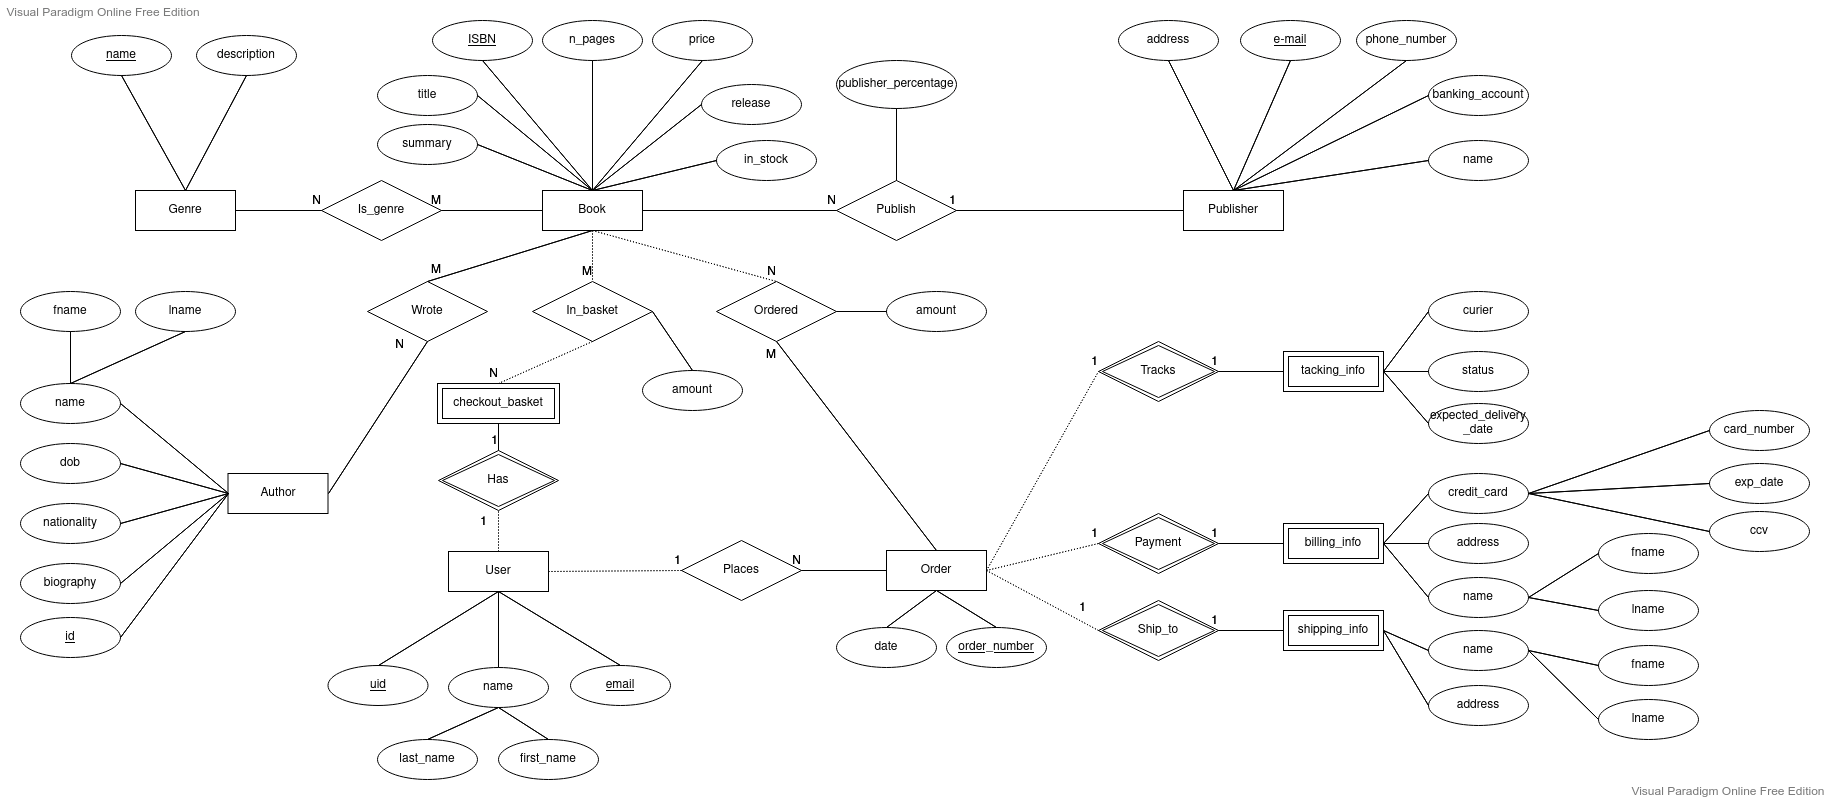 Visual Paradigm Online Free Edition
name
description
ISBN
n_pages
price
title
summary
release
in_stock
publisher_percentage
address
e-mail
phone_number
banking_account
name
Genre
N
Is_genre
M
Book
N
Publish
1
Publisher
M
M
N
fname
lname
Wrote
In_basket
Ordered
amount
N
N
M
name
checkout_basket
amount
1
Tracks
1
tacking_info
curier
status
expected_delivery
_date
dob
1
Has
1
Author
nationality
biography
id
User
1
Places
N
Order
date
order_number
1
Payment
1
billing_info
credit_card
card_number
exp_date
ccv
address
name
fname
lname
1
Ship_to
1
shipping_info
name
fname
lname
address
uid
name
email
last_name
first_name
Visual Paradigm Online Free Edition